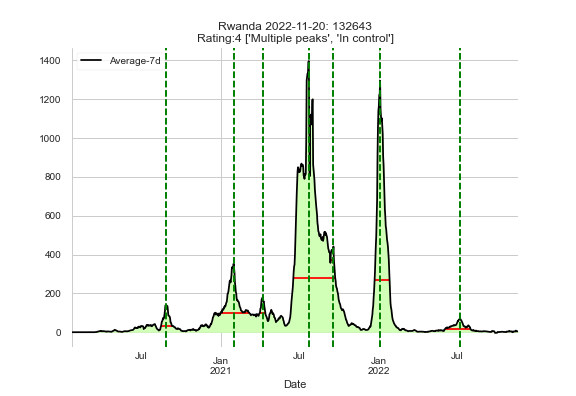 Rwanda 2022-11-20: 132643
Rating:4 ['Multiple peaks', 'In control']
Average-7d
1400
1200
1000
800
600
400
200
0
Jul
Jan
2021
Jul
Jan
2022
Jul
Date